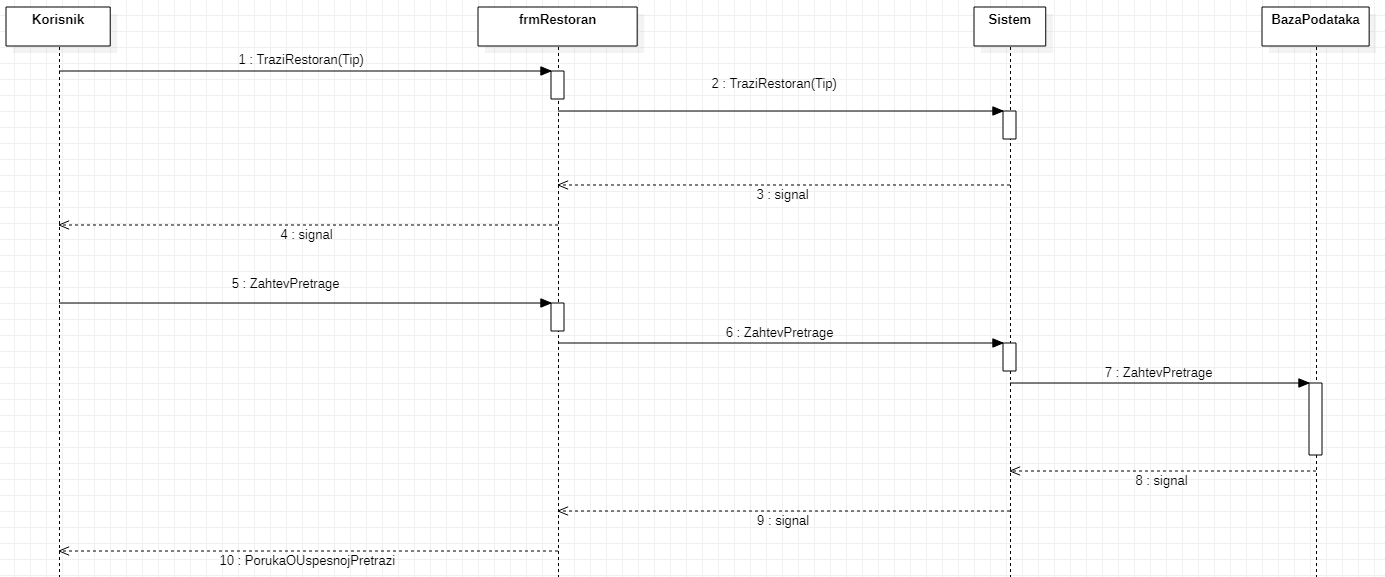 Korisnik
frmRestoran
Sistem
BazaPodataka
1 : TraziRestoran(Tip)
2 : TraziRestoran(Tip)
3 : signal
4 : signal
5 : ZahtevPretrage
6 : ZahtevPretrage
7 : ZahtevPretrage
8 : signal
9 : signal
10 : PorukaOUspesnojPretrazi